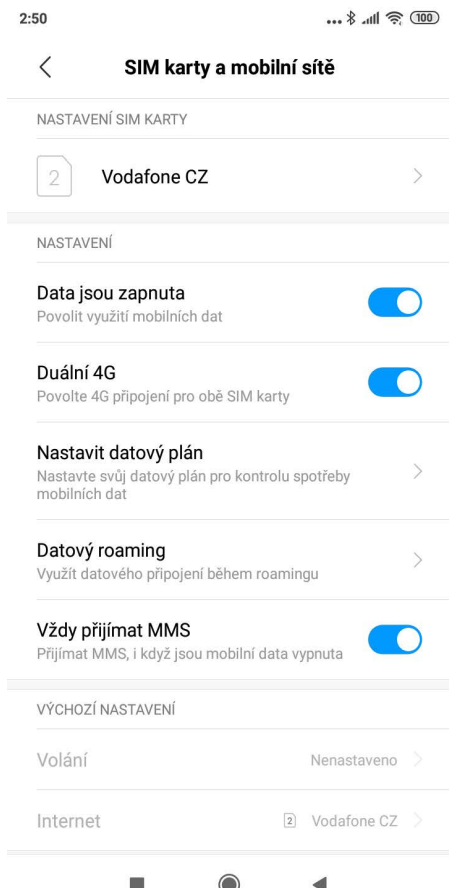 2:50
100
SIM karty a mobilní sítě
NASTAVENÍ SIM KARTY
2
Vodafone CZ
NASTAVENÍ
Data jsou zapnuta
Povolit využití mobilních dat
Duální 4G
Povolte 4G připojení pro obě SIM karty
Nastavit datový plán
Nastavte svůj datový plán pro kontrolu spotřeby
mobilních dat
Datový roaming
Využít datového připojení během roamingu
Vždy přijímat MMS
Přijímat MMS, i když jsou mobilní data vypnuta
VÝCHOZÍ NASTAVENÍ
Volání
Nenastaveno
Internet
2
Vodafone CZ